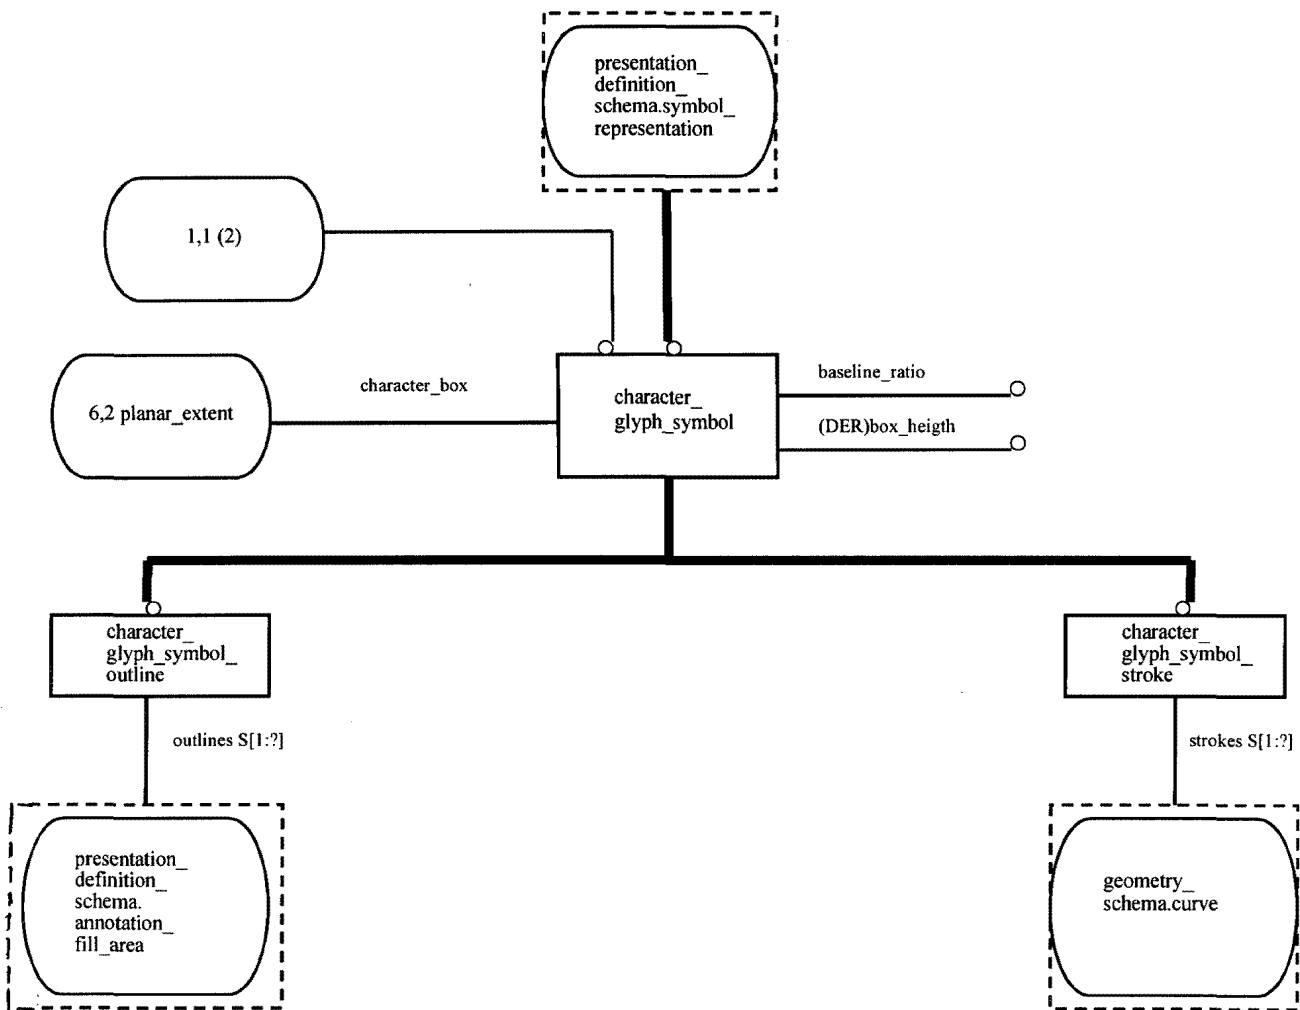 presentation_
definition_
schema.symbol_
representation
1,1 (2)
character_box
6,2 planar_extent
character_
glyph_symbol
baseline_ratio
(DER)box_heigth
character_
glyph_symbol_
outline
character_
glyph_symbol_
stroke
outlines S[1:?]
strokes S[1:?]
presentation_
definition_
schema.
annotation_
fill_area
geometry_
schema.curve